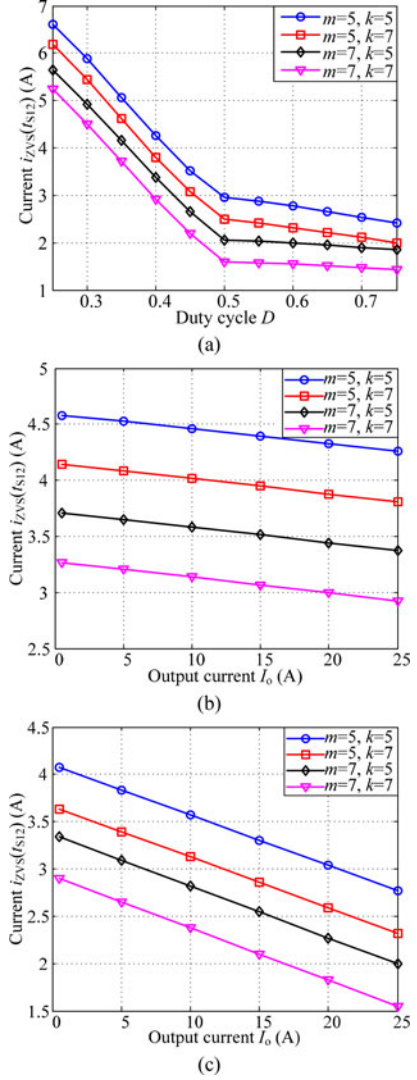 7
6
5
4
3
2
1
Current iZVS(tS12) (A)
m=5, k=5
m=5, k=7
m=7, k=5
m=7, k=7
0.3 0.4 0.5 0.6 0.7
Duty cycle D
(a)
5
4.5
4
3.5
3
2.5
Current iZVS(tS12) (A)
m=5, k=5
m=5, k=7
m=7, k=5
m=7, k=7
0 5 10 15 20 25
Output current Io (A)
(b)
4.5
4
3.5
3
2.5
2
1.5
Current iZVS(tS12) (A)
m=5, k=5
m=5, k=7
m=7, k=5
m=7, k=7
0 5 10 15 20 25
Output current Io (A)
(c)